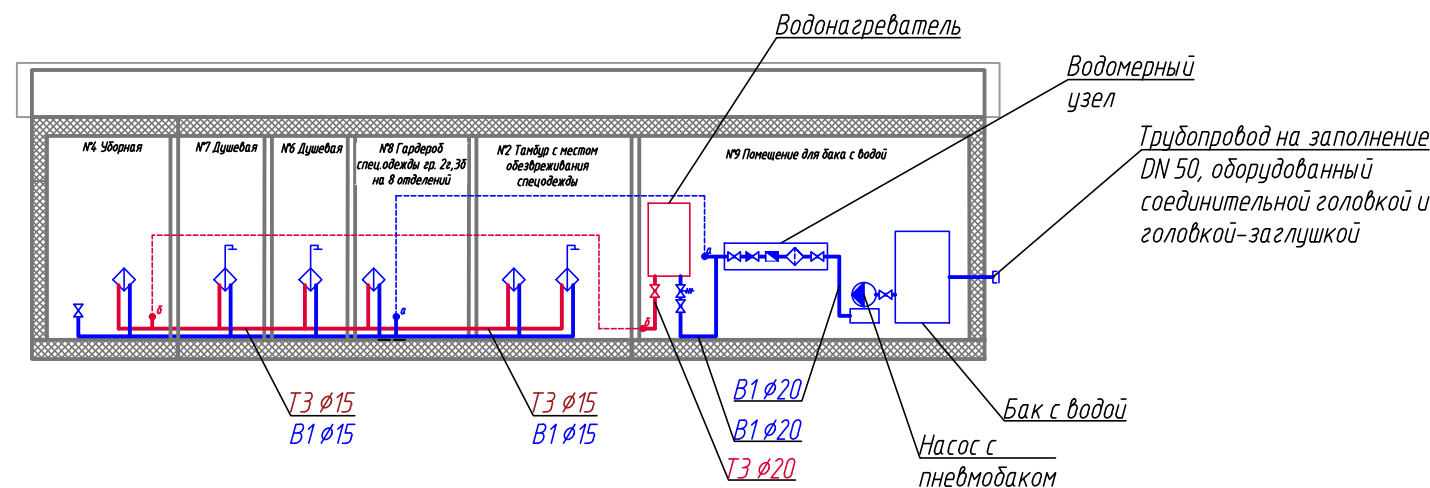 Водонагреватель
Водомерный
узел
Трубопровод на заполнение
DN 50, оборудованный
соединительной головкой и
головкой-заглушкой
№4 Уборная
№7 Душевая
№6 Душевая
№8 Гардероб
спец.одежды гр. 2г,3б
на 8 отделений
№2 Тамбур с местом
обезвреживания
спецодежды
№9 Помещение для бака с водой
а
б
а
б
Т3 ⌀15
В1 ⌀15
Т3 ⌀15
В1 ⌀15
В1 ⌀20
В1 ⌀20
Т3 ⌀20
Бак с водой
Насос с
пневмобаком